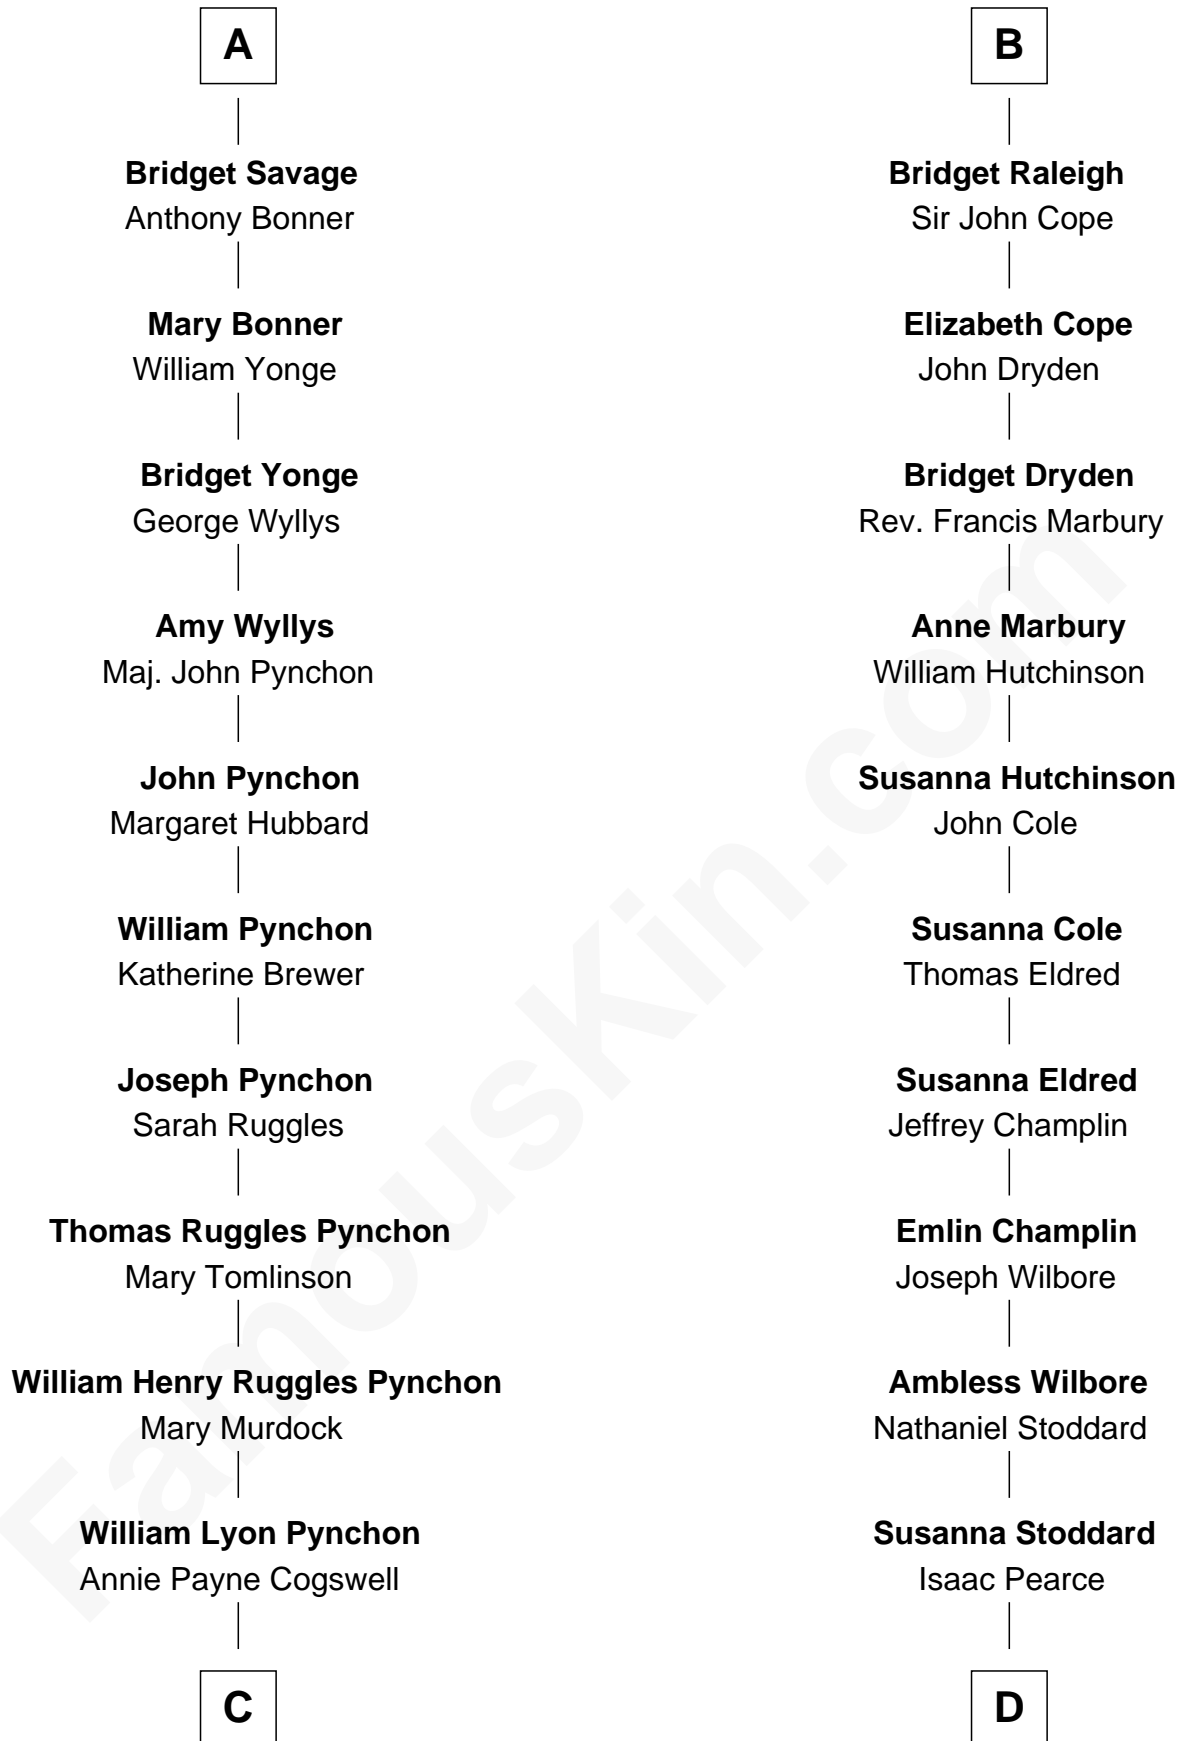 A
Bridget Savage
Anthony Bonner
Mary Bonner
William Yonge
Bridget Yonge
George Wyllys
Amy Wyllys
Maj. John Pynchon
John Pynchon
Margaret Hubbard
William Pynchon
Katherine Brewer
Joseph Pynchon
Sarah Ruggles
Thomas Ruggles Pynchon
Mary Tomlinson
William Henry Ruggles Pynchon
Mary Murdock
William Lyon Pynchon
Annie Payne Cogswell
C
B
Bridget Raleigh
Sir John Cope
Elizabeth Cope
John Dryden
Bridget Dryden
Rev. Francis Marbury
Anne Marbury
William Hutchinson
Susanna Hutchinson
John Cole
Susanna Cole
Thomas Eldred
Susanna Eldred
Jeffrey Champlin
Emlin Champlin
Joseph Wilbore
Ambless Wilbore
Nathaniel Stoddard
Susanna Stoddard
Isaac Pearce
D
FamousKin.com